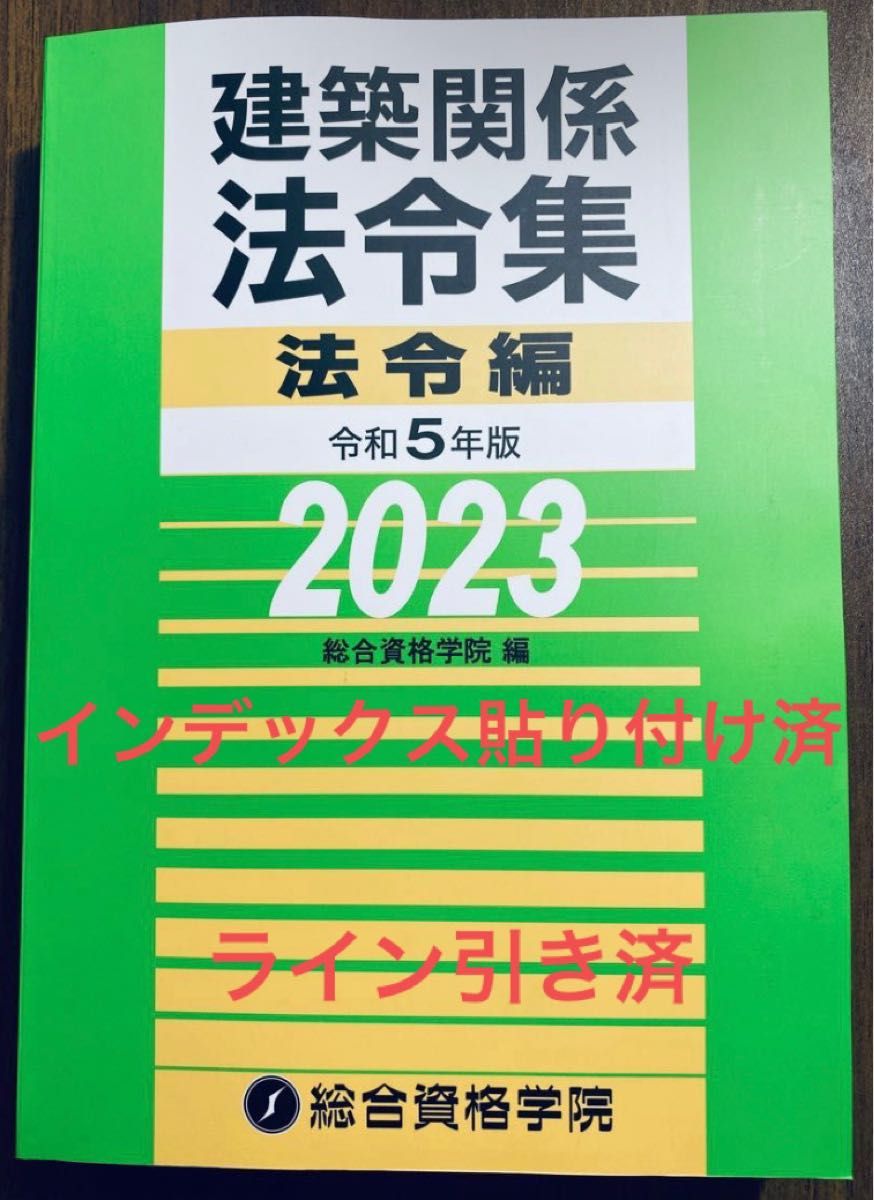 建築関係
法令集
法令編
令和5年版
2023
総合資格学院 編
インデックス貼り付け済
ライン引き済
総合資格学院